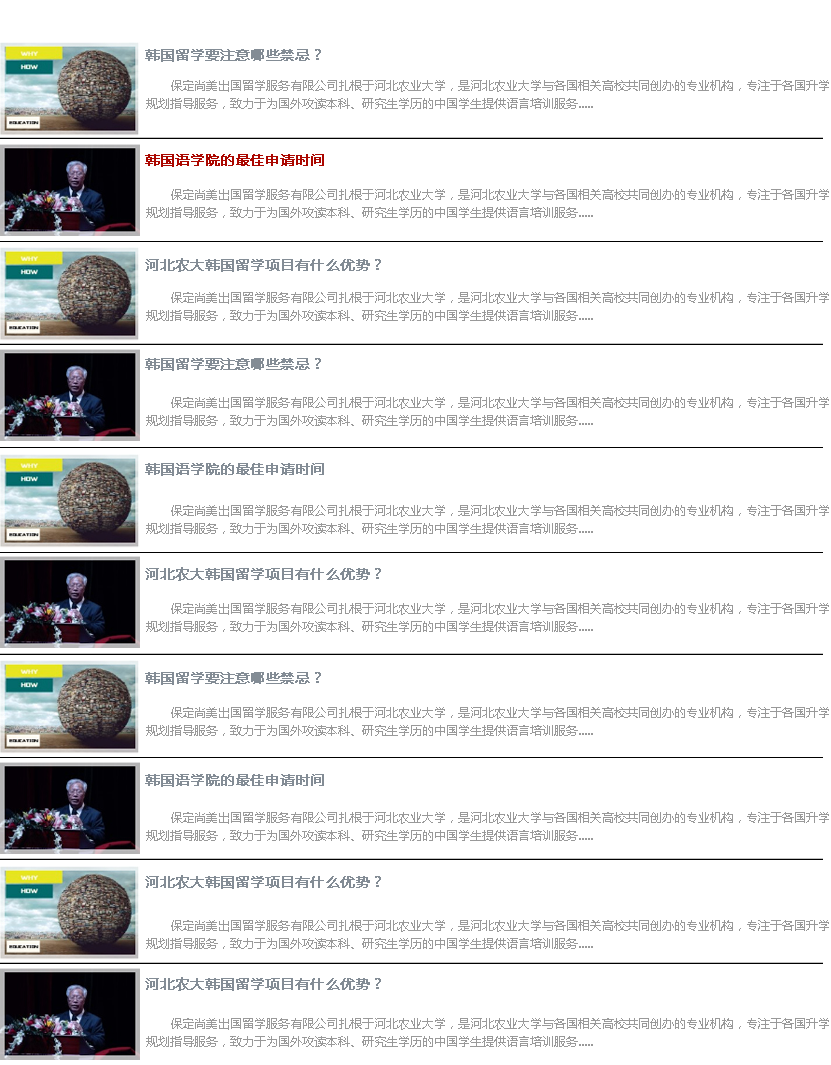 WHY
HOW
EDUCATION
韩国留学要注意哪些禁忌？
保定尚美出国留学服务有限公司扎根于河北农业大学，是河北农业大学与各国相关高校共同创办的专业机构，专注于各国升学
规划指导服务，致力于为国外攻读本科、研究生学历的中国学生提供语言培训服务.....
韩国语学院的最佳申请时间
保定尚美出国留学服务有限公司扎根于河北农业大学，是河北农业大学与各国相关高校共同创办的专业机构，专注于各国升学
规划指导服务，致力于为国外攻读本科、研究生学历的中国学生提供语言培训服务.....
WHY
HOW
EDUCATION
河北农大韩国留学项目有什么优势？
保定尚美出国留学服务有限公司扎根于河北农业大学，是河北农业大学与各国相关高校共同创办的专业机构，专注于各国升学
规划指导服务，致力于为国外攻读本科、研究生学历的中国学生提供语言培训服务.....
韩国留学要注意哪些禁忌？
保定尚美出国留学服务有限公司扎根于河北农业大学，是河北农业大学与各国相关高校共同创办的专业机构，专注于各国升学
规划指导服务，致力于为国外攻读本科、研究生学历的中国学生提供语言培训服务.....
WHY
HOW
EDUCATION
韩国语学院的最佳申请时间
保定尚美出国留学服务有限公司扎根于河北农业大学，是河北农业大学与各国相关高校共同创办的专业机构，专注于各国升学
规划指导服务，致力于为国外攻读本科、研究生学历的中国学生提供语言培训服务.....
河北农大韩国留学项目有什么优势？
保定尚美出国留学服务有限公司扎根于河北农业大学，是河北农业大学与各国相关高校共同创办的专业机构，专注于各国升学
规划指导服务，致力于为国外攻读本科、研究生学历的中国学生提供语言培训服务.....
WHY
HOW
EDUCATION
韩国留学要注意哪些禁忌？
保定尚美出国留学服务有限公司扎根于河北农业大学，是河北农业大学与各国相关高校共同创办的专业机构，专注于各国升学
规划指导服务，致力于为国外攻读本科、研究生学历的中国学生提供语言培训服务.....
韩国语学院的最佳申请时间
保定尚美出国留学服务有限公司扎根于河北农业大学，是河北农业大学与各国相关高校共同创办的专业机构，专注于各国升学
规划指导服务，致力于为国外攻读本科、研究生学历的中国学生提供语言培训服务.....
WHY
HOW
EDUCATION
河北农大韩国留学项目有什么优势？
保定尚美出国留学服务有限公司扎根于河北农业大学，是河北农业大学与各国相关高校共同创办的专业机构，专注于各国升学
规划指导服务，致力于为国外攻读本科、研究生学历的中国学生提供语言培训服务.....
河北农大韩国留学项目有什么优势？
保定尚美出国留学服务有限公司扎根于河北农业大学，是河北农业大学与各国相关高校共同创办的专业机构，专注于各国升学
规划指导服务，致力于为国外攻读本科、研究生学历的中国学生提供语言培训服务.....